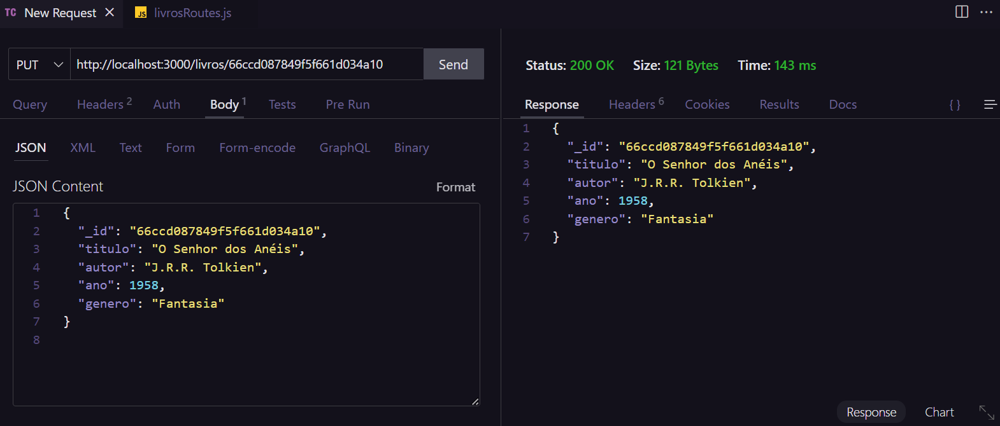 TC New Request × JS livrosRoutes.js
PUT http://localhost:3000/livros/66ccd087849f5f661d034a10 Send
Query Headers 2 Auth Body 1 Tests Pre Run
JSON XML Text Form Form-encode GraphQL Binary
JSON Content Format
1 {
2 "_id": "66ccd087849f5f661d034a10",
3 "titulo": "O Senhor dos Anéis",
4 "autor": "J.R.R. Tolkien",
5 "ano": 1958,
6 "genero": "Fantasia"
7 }
8
Status: 200 OK Size: 121 Bytes Time: 143 ms
Response Headers 6 Cookies Results Docs { }
1 {
2 "_id": "66ccd087849f5f661d034a10",
3 "titulo": "O Senhor dos Anéis",
4 "autor": "J.R.R. Tolkien",
5 "ano": 1958,
6 "genero": "Fantasia"
7 }
Response Chart